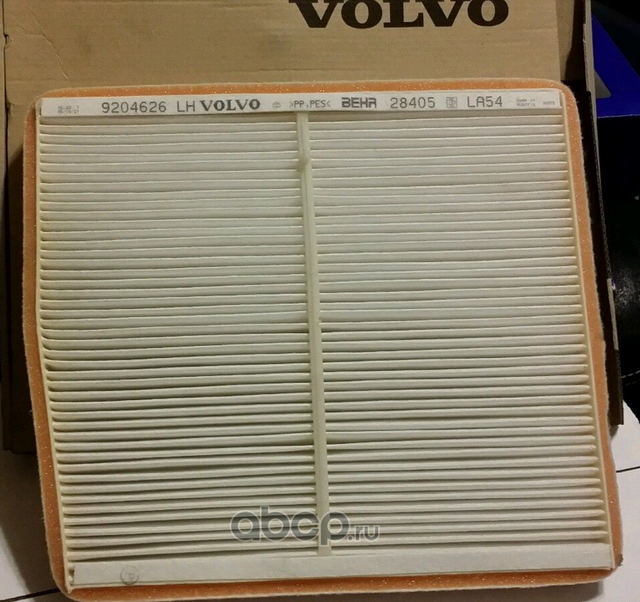 VOLVO
9204626 LH VOLVO >PP,PES< BEHR 28405 LA54
abcp.ru